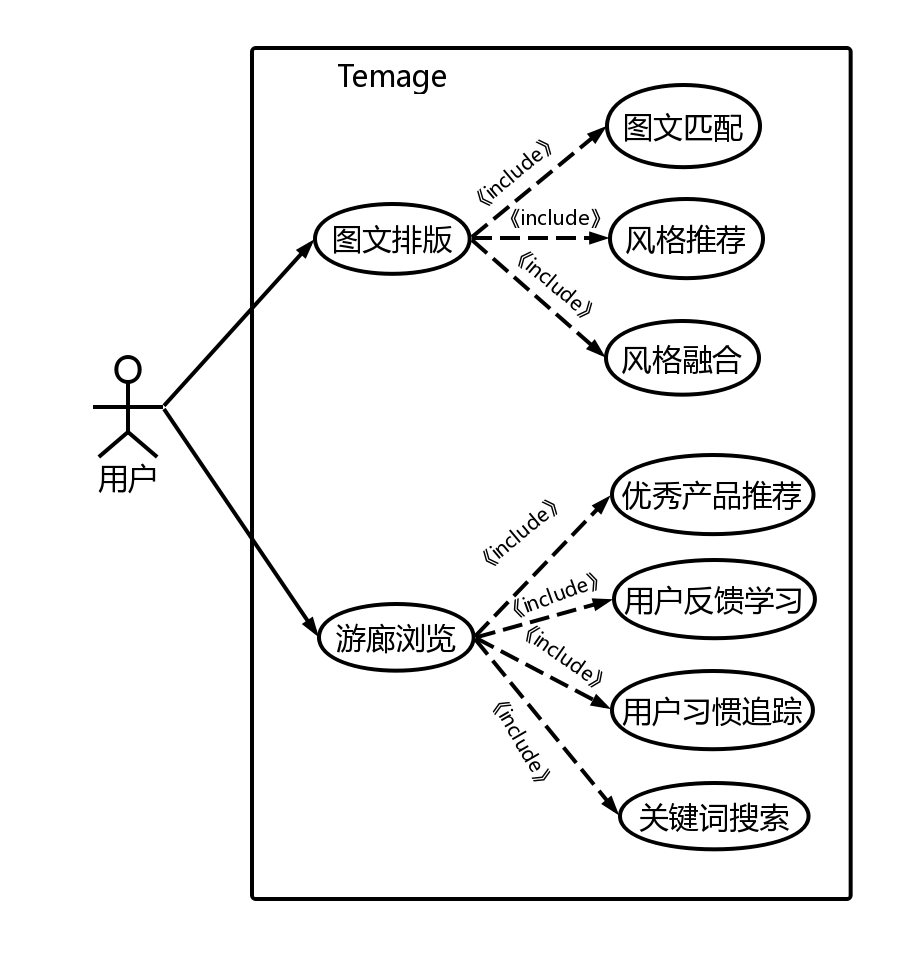 Temage
图文匹配
《include》
《include》
风格推荐
图文排版
《include》
风格融合
用户
优秀产品推荐
《include》
《include》
用户反馈学习
游廊浏览
《include》
用户习惯追踪
《include》
关键词搜索